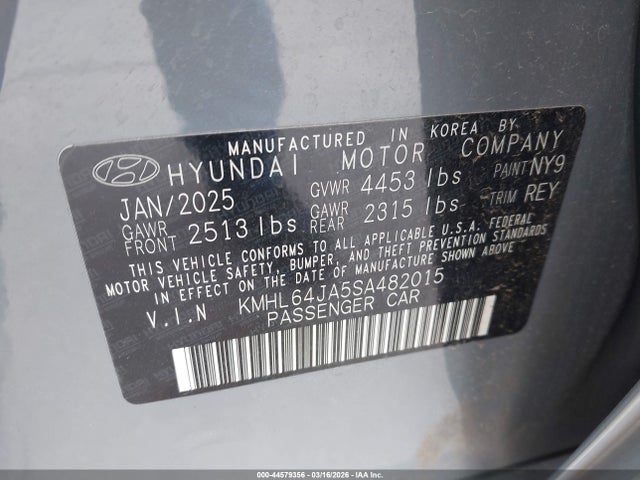 MANUFACTURED IN KOREA BY
HYUNDAI MOTOR COMPANY
JAN/2025 GVWR 4453 lbs PAINT NY9
GAWR FRONT 2513 lbs GAWR REAR 2315 lbs TRIM REY
THIS VEHICLE CONFORMS TO ALL APPLICABLE U.S.A. FEDERAL
MOTOR VEHICLE SAFETY, BUMPER, AND THEFT PREVENTION STANDARDS
IN EFFECT ON THE DATE OF MANUFACTURE SHOWN ABOVE
V.I.N KMHL64JA5SA482015
PASSENGER CAR
000-44579356 - 03/16/2026 - IAA Inc.